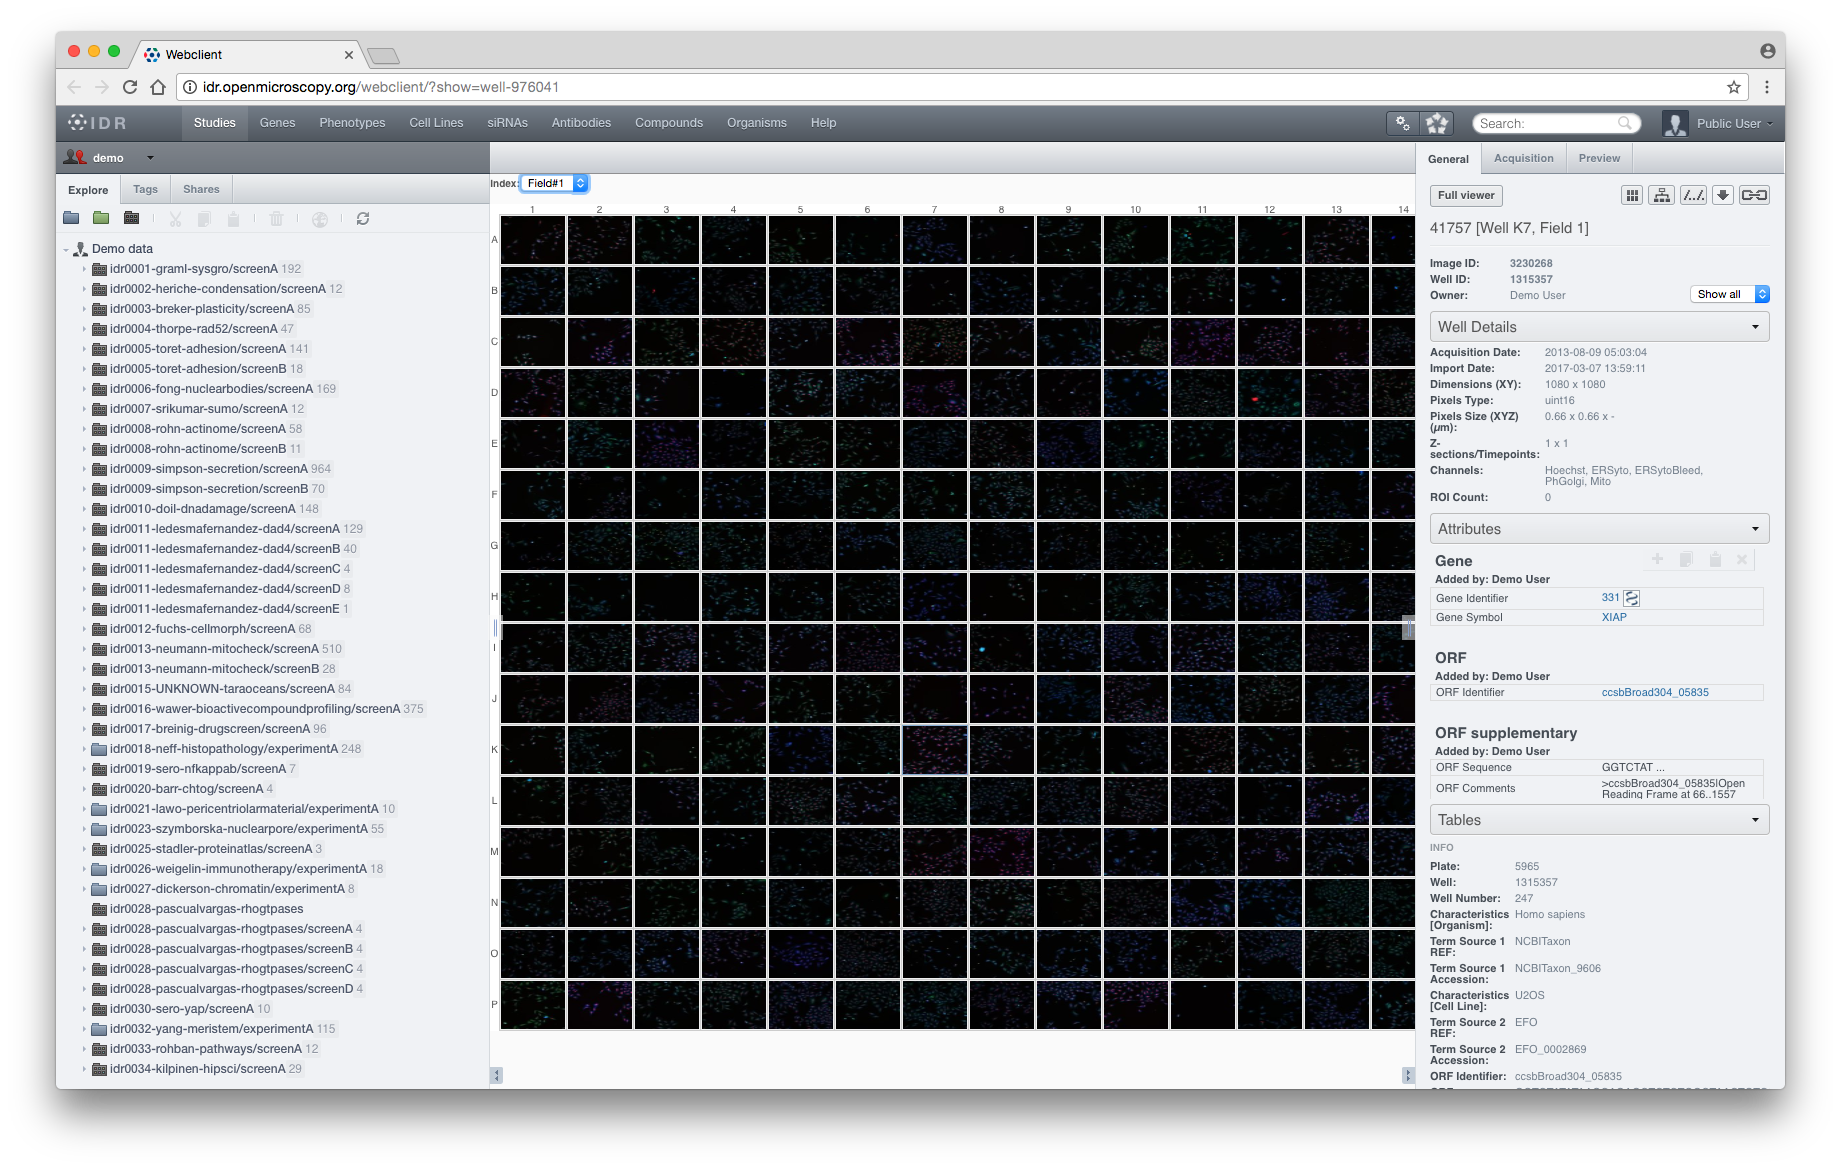 Webclient
idr.openmicroscopy.org/webclient/?show=well-976041
IDR
Studies Genes Phenotypes Cell Lines siRNAs Antibodies Compounds Organisms Help
Search:
Public User
demo
Explore Tags Shares
Demo data
idr0001-graml-sysgro/screenA 192
idr0002-heriche-condensation/screenA 12
idr0003-breker-plasticity/screenA 85
idr0004-thorpe-rad52/screenA 47
idr0005-toret-adhesion/screenA 141
idr0005-toret-adhesion/screenB 18
idr0006-fong-nuclearbodies/screenA 169
idr0007-srikumar-sumo/screenA 12
idr0008-rohn-actinome/screenA 58
idr0008-rohn-actinome/screenB 11
idr0009-simpson-secretion/screenA 964
idr0009-simpson-secretion/screenB 70
idr0010-doil-dnadamage/screenA 148
idr0011-ledesmafernandez-dad4/screenA 129
idr0011-ledesmafernandez-dad4/screenB 40
idr0011-ledesmafernandez-dad4/screenC 4
idr0011-ledesmafernandez-dad4/screenD 8
idr0011-ledesmafernandez-dad4/screenE 1
idr0012-fuchs-cellmorph/screenA 68
idr0013-neumann-mitocheck/screenA 510
idr0013-neumann-mitocheck/screenB 28
idr0015-UNKNOWN-taraoceans/screenA 84
idr0016-wawer-bioactivecompoundprofiling/screenA 375
idr0017-breinig-drugscreen/screenA 96
idr0018-neff-histopathology/experimentA 248
idr0019-sero-nfkappab/screenA 7
idr0020-barr-chtog/screenA 4
idr0021-lawo-pericentriolarmaterial/experimentA 10
idr0023-szymborska-nuclearpore/experimentA 55
idr0025-stadler-proteinatlas/screenA 3
idr0026-weigelin-immunotherapy/experimentA 18
idr0027-dickerson-chromatin/experimentA 8
idr0028-pascualvargas-rhogtpases
idr0028-pascualvargas-rhogtpases/screenA 4
idr0028-pascualvargas-rhogtpases/screenB 4
idr0028-pascualvargas-rhogtpases/screenC 4
idr0028-pascualvargas-rhogtpases/screenD 4
idr0030-sero-yap/screenA 10
idr0032-yang-meristem/experimentA 115
idr0033-rohban-pathways/screenA 12
idr0034-kilpinen-hipsci/screenA 29
Index: Field#1
1 2 3 4 5 6 7 8 9 10 11 12 13 14
A
B
C
D
E
F
G
H
I
J
K
L
M
N
O
P
General Acquisition Preview
Full viewer
41757 [Well K7, Field 1]
Image ID: 3230268
Well ID: 1315357
Owner: Demo User
Show all
Well Details
Acquisition Date: 2013-08-09 05:03:04
Import Date: 2017-03-07 13:59:11
Dimensions (XY): 1080 x 1080
Pixels Type: uint16
Pixels Size (XYZ) 0.66 x 0.66 x -
(µm):
Z- 1 x 1
sections/Timepoints:
Channels: Hoechst, ERSyto, ERSytoBleed,
PhGolgi, Mito
ROI Count: 0
Attributes
Gene
Added by: Demo User
Gene Identifier 331
Gene Symbol XIAP
ORF
Added by: Demo User
ORF Identifier ccsbBroad304_05835
ORF supplementary
Added by: Demo User
ORF Sequence GGTCTAT ...
ORF Comments >ccsbBroad304_05835|Open
Reading Frame at 66..1557
Tables
INFO
Plate: 5965
Well: 1315357
Well Number: 247
Characteristics Homo sapiens
[Organism]:
Term Source 1 NCBITaxon
REF:
Term Source 1 NCBITaxon_9606
Accession:
Characteristics U2OS
[Cell Line]:
Term Source 2 EFO
REF:
Term Source 2 EFO_0002869
Accession:
ORF Identifier: ccsbBroad304_05835